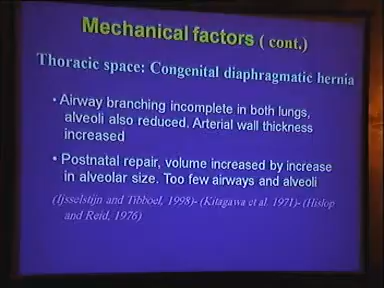 Mechanical factors ( cont.)
Thoracic space: Congenital diaphragmatic hernia
• Airway branching incomplete in both lungs,
alveoli also reduced. Arterial wall thickness
increased
• Postnatal repair, volume increased by increase
in alveolar size. Too few airways and alveoli
(Ijsselstijn and Tibboel, 1998)- (Kitagawa et al. 1971)- (Hislop
and Reid, 1976)